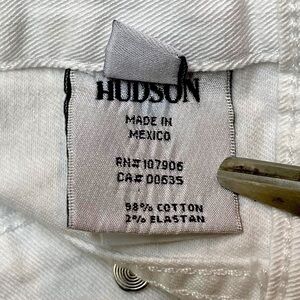 HUDSON
MADE IN
MEXICO
RN# 107906
CA# 00635
98% COTTON
2% ELASTAN